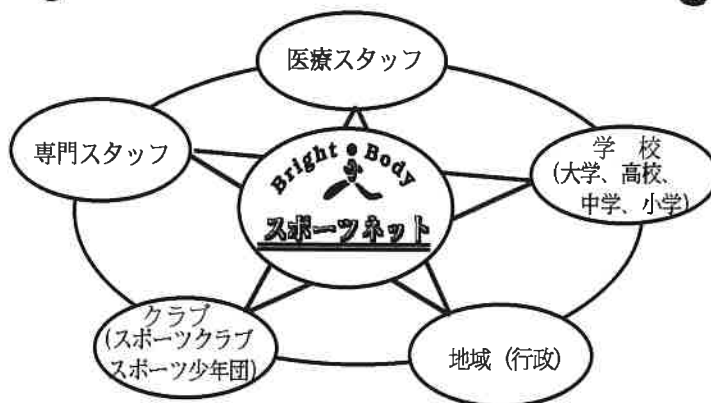 医療スタッフ
専門スタッフ
Bright Body
スポーツネット
学 校
(大学、高校、
中学、小学)
クラブ
(スポーツクラブ
スポーツ少年団)
地域 (行政)